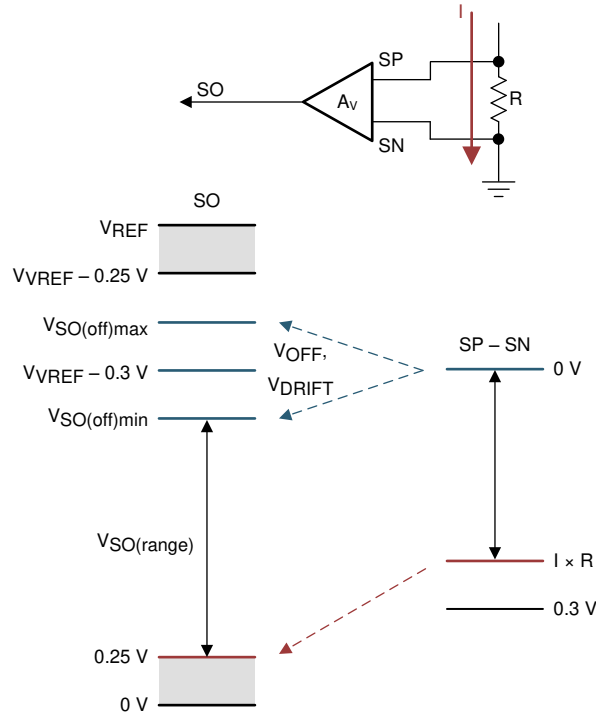 I
SP
SO
AV
R
SN
SO
VREF
VVREF – 0.25 V
VSO(off)max
VOFF,
SP – SN
VVREF – 0.3 V
0 V
VDRIFT
VSO(off)min
VSO(range)
I × R
0.3 V
0.25 V
0 V